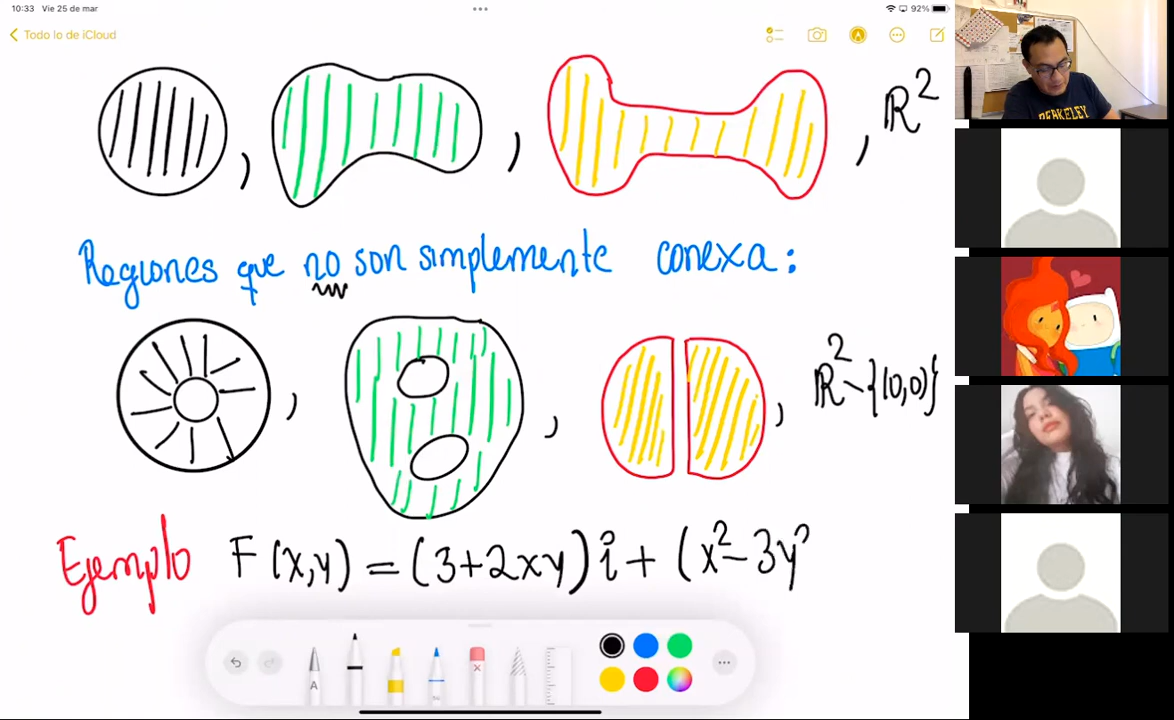 10:33 Vie 25 de mar
92%
Todo lo de iCloud
, , , R²
BERKELEY
Regiones que no son simplemente conexa:
, , , R² - {(0,0)}
Ejemplo F(x,y) = (3+2xy)i + (x²-3y²
A